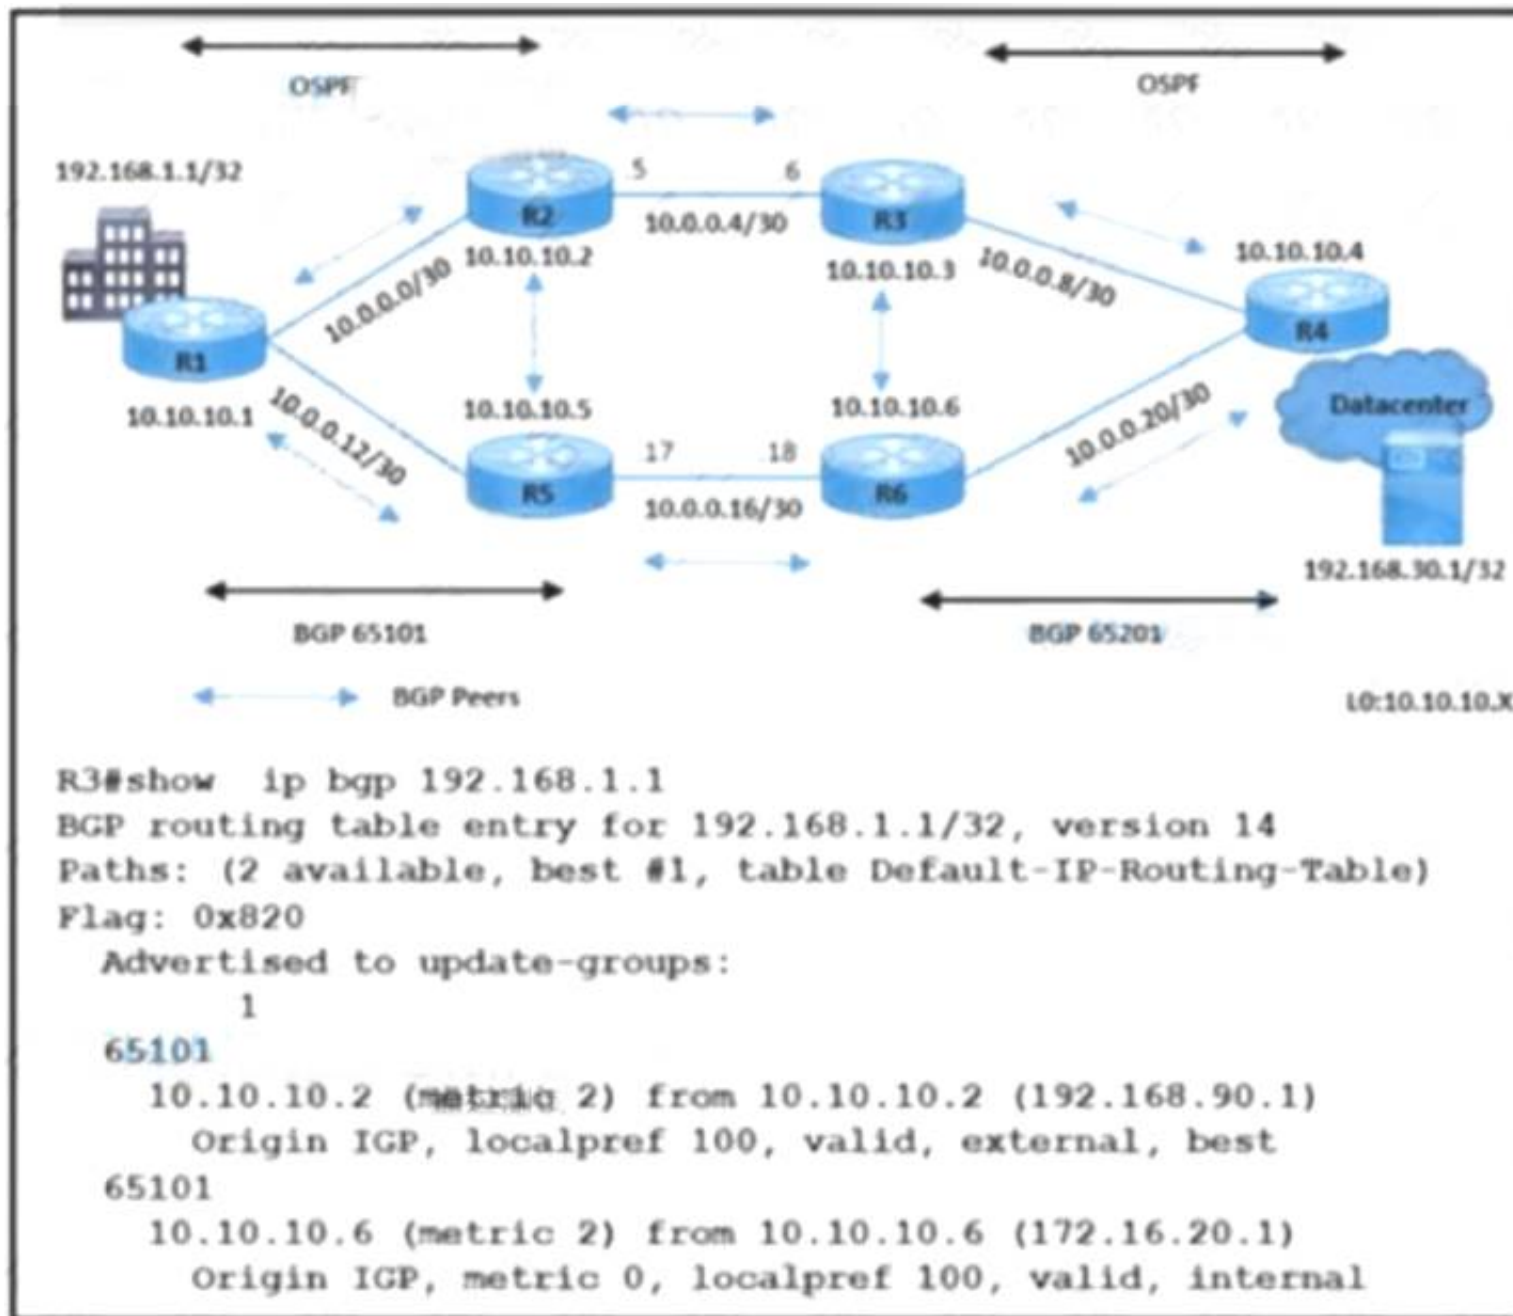 OSPF
OSPF
192.168.1.1/32
.5
.6
R2
10.0.0.4/30
R3
10.10.10.2
10.10.10.3
10.0.0.8/30
10.10.10.4
10.0.0.0/30
R1
R4
10.10.10.1
10.0.0.12/30
10.10.10.5
10.10.10.6
10.0.0.20/30
Datacenter
17
.18
R5
10.0.0.16/30
R6
192.168.30.1/32
BGP 65101
BGP 65201
BGP Peers
L0:10.10.10.X
R3#show ip bgp 192.168.1.1
BGP routing table entry for 192.168.1.1/32, version 14
Paths: (2 available, best #1, table Default-IP-Routing-Table)
Flag: 0x820
Advertised to update-groups:
1
65101
10.10.10.2 (metric 2) from 10.10.10.2 (192.168.90.1)
Origin IGP, localpref 100, valid, external, best
65101
10.10.10.6 (metric 2) from 10.10.10.6 (172.16.20.1)
Origin IGP, metric 0, localpref 100, valid, internal